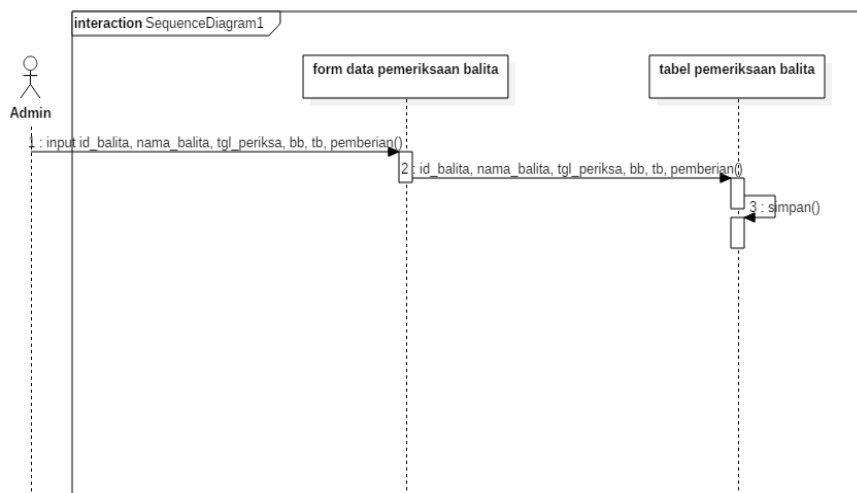 interaction SequenceDiagram1
form data pemeriksaan balita
tabel pemeriksaan balita
Admin
1 : input id_balita, nama_balita, tgl_periksa, bb, tb, pemberian()
2 : id_balita, nama_balita, tgl_periksa, bb, tb, pemberian()
3 : simpan()